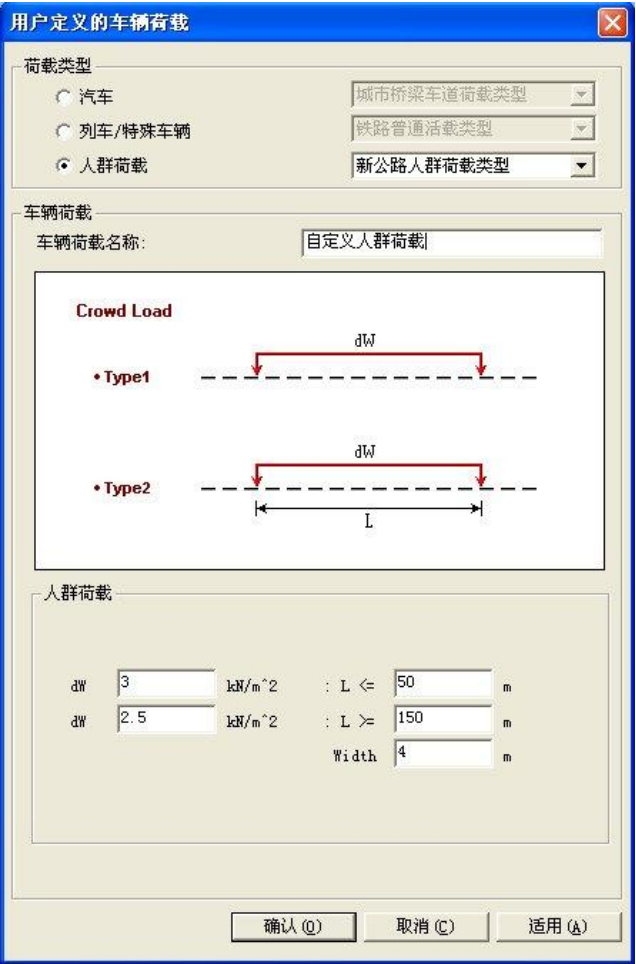 用户定义的车辆荷载
荷载类型
汽车 城市桥梁车道荷载类型
列车/特殊车辆 铁路普通活载类型
人群荷载 新公路人群荷载类型
车辆荷载
车辆荷载名称: 自定义人群荷载
Crowd Load
dW
•Type1
dW
•Type2
L
人群荷载
dW 3 kN/m^2 : L <= 50 m
dW 2.5 kN/m^2 : L >= 150 m
Width 4 m
确认(O) 取消(C) 适用(A)